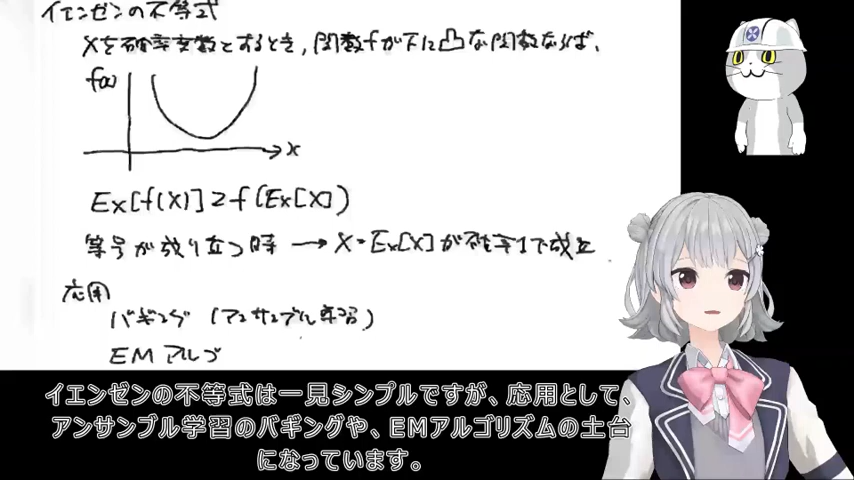 イエンゼンの不等式
Xを確率変数とするとき,関数fが下に凸な関数ならば,
f(x)
x
Ex[f(X)]≧f(Ex[X])
等号が成り立つ時 → X=Ex[X]が確率1で成立
応用
バギング (アンサンブル学習)
EMアルゴ
イエンゼンの不等式は一見シンプルですが、応用として、
アンサンブル学習のバギングや、EMアルゴリズムの土台
になっています。